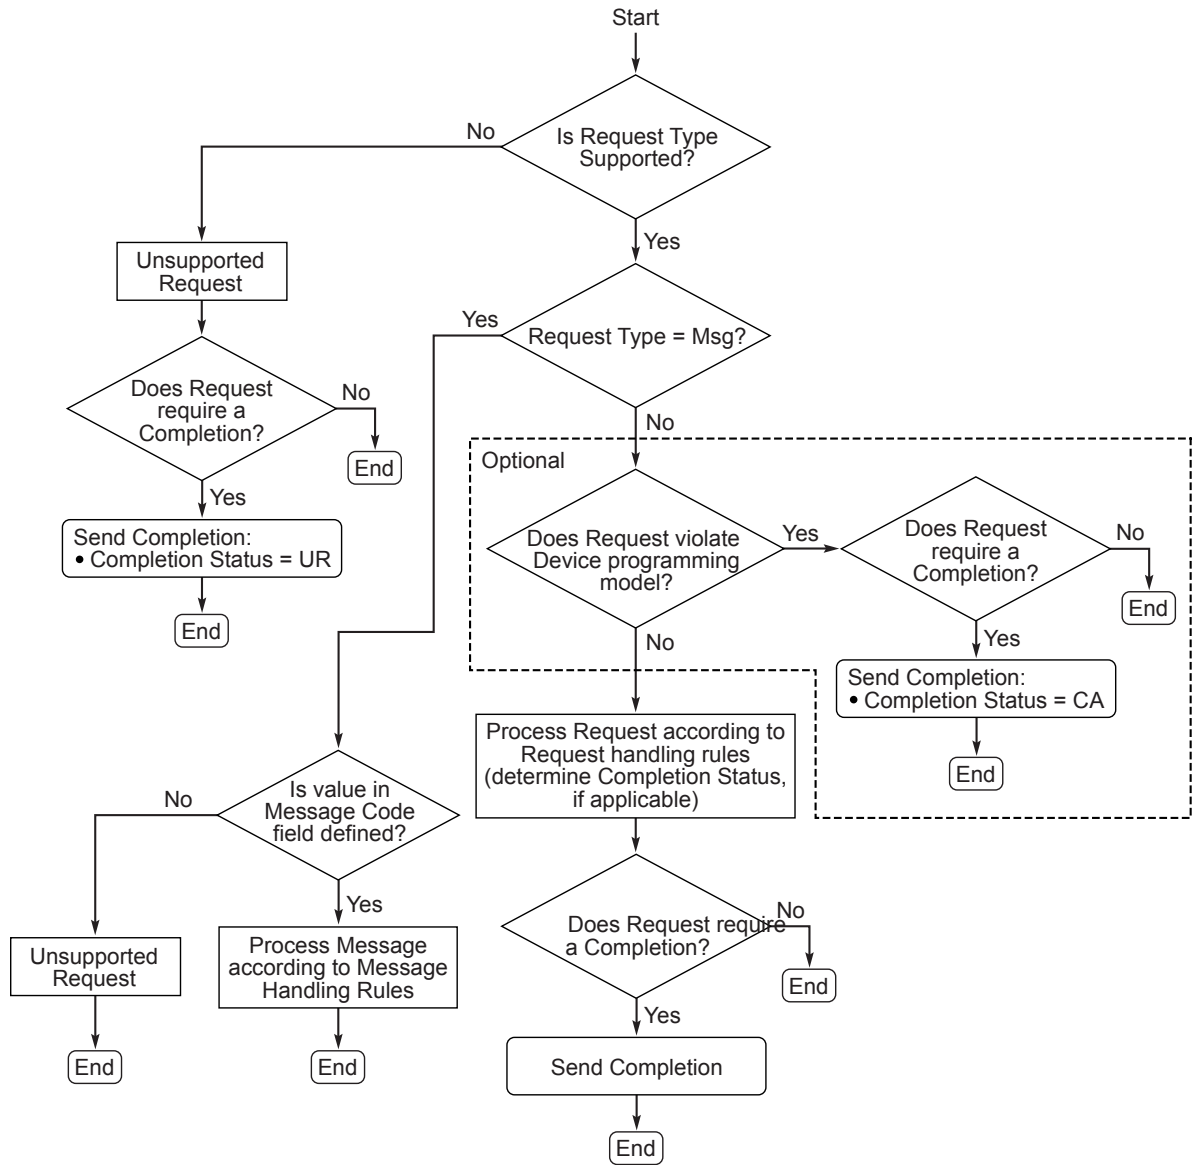 Start
Is Request Type
Supported?
No
Yes
Unsupported
Request
Request Type = Msg?
Yes
No
Does Request
require a
Completion?
No
End
Yes
Send Completion:
• Completion Status = UR
End
Optional
Does Request violate
Device programming
model?
Yes
No
Does Request
require a
Completion?
No
End
Yes
Send Completion:
• Completion Status = CA
End
Process Request according to
Request handling rules
(determine Completion Status,
if applicable)
Is value in
Message Code
field defined?
No
Yes
Unsupported
Request
End
Process Message
according to Message
Handling Rules
End
Does Request require
a Completion?
No
End
Yes
Send Completion
End